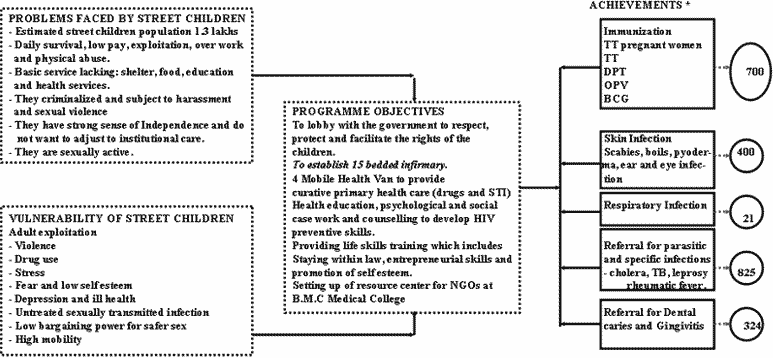 PROBLEMS FACED BY STREET CHILDREN
- Estimated street children population 1.3 lakhs
- Daily survival, low pay, exploitation, over work
and physical abuse.
- Basic service lacking: shelter, food, education
and health services.
- They criminalized and subject to harassment
and sexual violence
- They have strong sense of Independence and do
not want to adjust to institutional care.
- They are sexually active.
VULNERABILITY OF STREET CHILDREN
Adult exploitation
- Violence
- Drug use
- Stress
- Fear and low self esteem
- Depression and ill health
- Untreated sexually transmitted infection
- Low bargaining power for safer sex
- High mobility
PROGRAMME OBJECTIVES
To lobby with the government to respect,
protect and facilitate the rights of the
children.
To establish 15 bedded infirmary.
4 Mobile Health Van to provide
curative primary health care (drugs and STI)
Health education, psychological and social
case work and counselling to develop HIV
preventive skills.
Providing life skills training which includes
Staying within law, entrepreneurial skills and
promotion of self esteem.
Setting up of resource center for NGOs at
B.M.C Medical College
ACHIEVEMENTS +
Immunization
TT pregnant women
TT
DPT
OPV
BCG
700
Skin Infection
Scabies, boils, pyoder-
ma, ear and eye infec-
tion
400
Respiratory Infection
21
Referral for parasitic
and specific infections
- cholera, TB, leprosy
rheumatic fever.
825
Referral for Dental
caries and Gingivitis
324